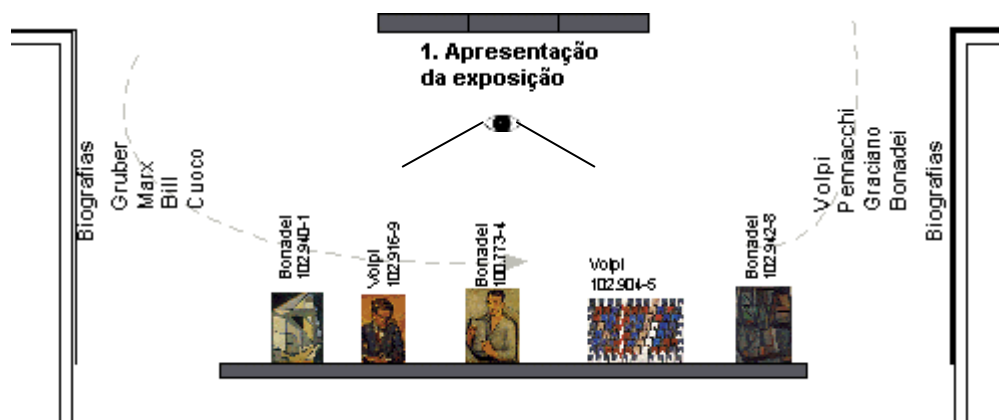 1. Apresentação
da exposição
Biografias
Gruber
Marx
Bill
Cuoco
Volpi
Pennacchi
Graciano
Bonadei
Biografias
Bonadei
102.940-1
Volpi
102.916-9
Bonadei
100.773-4
Volpi
102.904-5
Bonadei
102.942-8